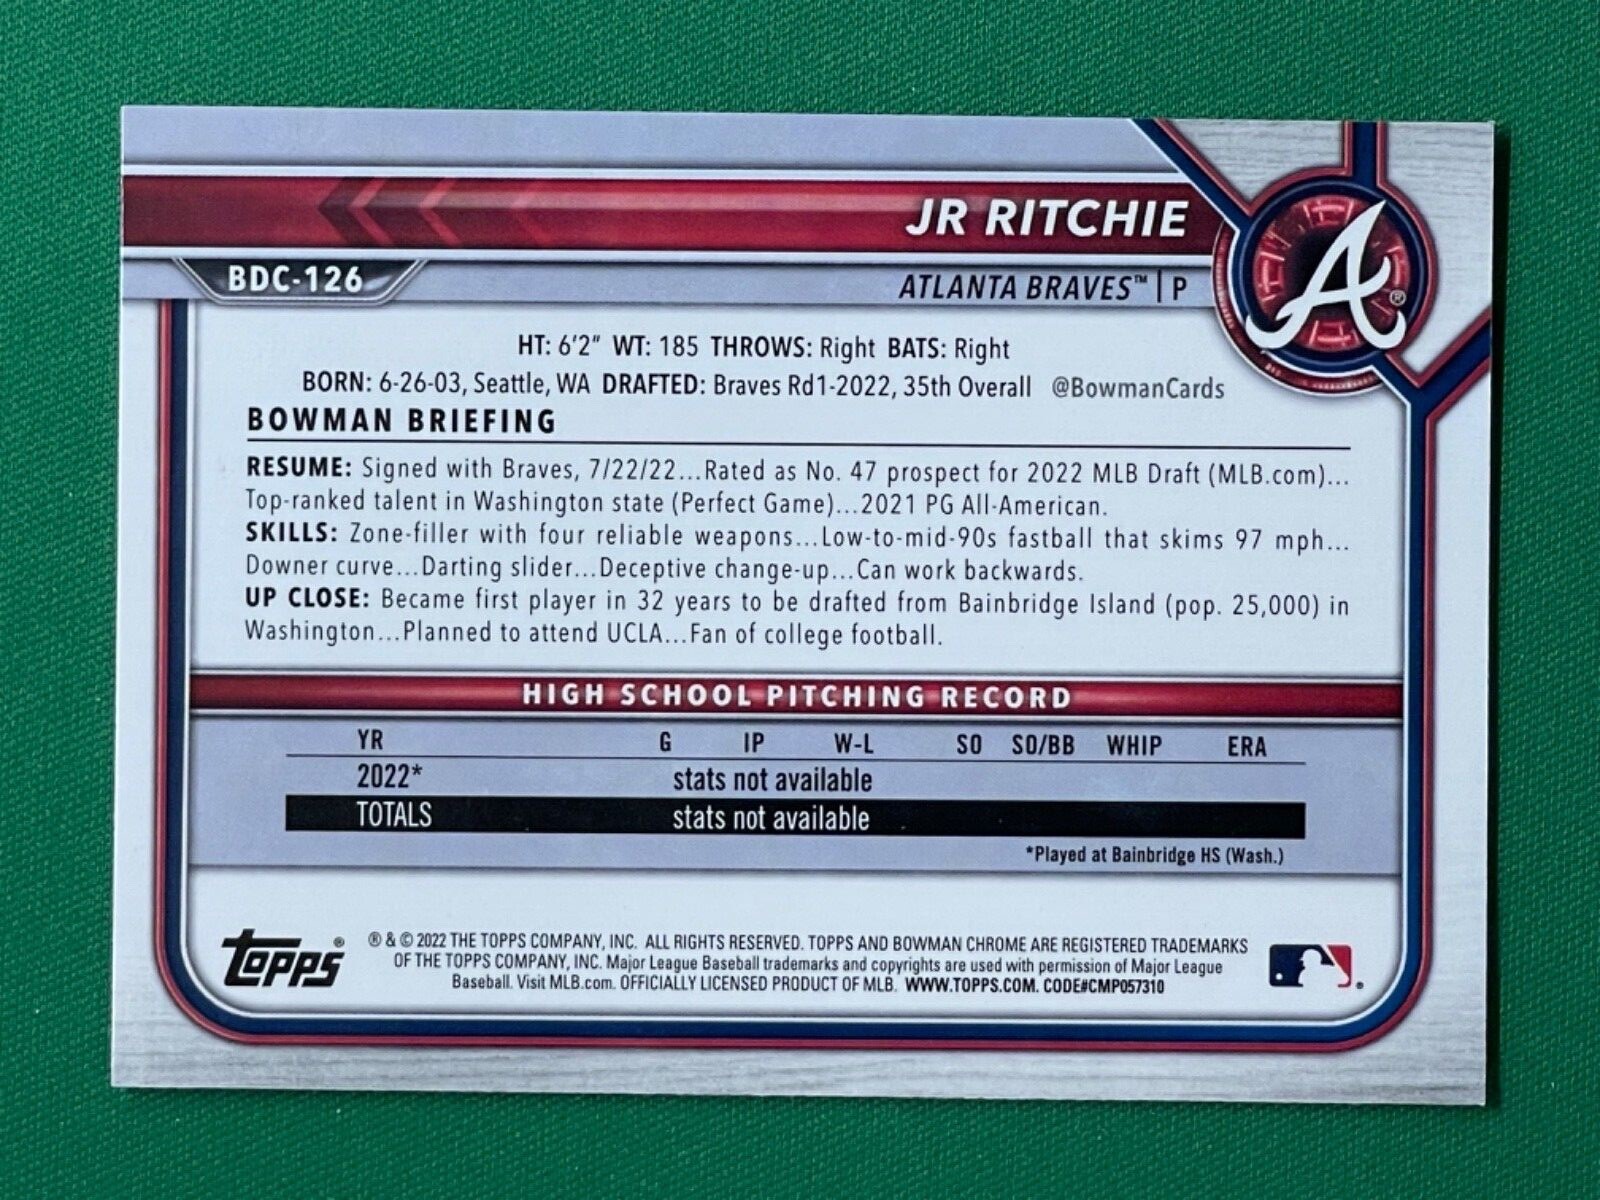 JR RITCHIE
BDC-126
ATLANTA BRAVES™ | P
A®
HT: 6'2" WT: 185 THROWS: Right BATS: Right
BORN: 6-26-03, Seattle, WA DRAFTED: Braves Rd1-2022, 35th Overall @BowmanCards
BOWMAN BRIEFING
RESUME: Signed with Braves, 7/22/22...Rated as No. 47 prospect for 2022 MLB Draft (MLB.com)...
Top-ranked talent in Washington state (Perfect Game)...2021 PG All-American.
SKILLS: Zone-filler with four reliable weapons...Low-to-mid-90s fastball that skims 97 mph...
Downer curve...Darting slider...Deceptive change-up...Can work backwards.
UP CLOSE: Became first player in 32 years to be drafted from Bainbridge Island (pop. 25,000) in
Washington...Planned to attend UCLA...Fan of college football.
HIGH SCHOOL PITCHING RECORD
YR G IP W-L SO SO/BB WHIP ERA
2022* stats not available
TOTALS stats not available
*Played at Bainbridge HS (Wash.)
Topps®
® & © 2022 THE TOPPS COMPANY, INC. ALL RIGHTS RESERVED. TOPPS AND BOWMAN CHROME ARE REGISTERED TRADEMARKS
OF THE TOPPS COMPANY, INC. Major League Baseball trademarks and copyrights are used with permission of Major League
Baseball. Visit MLB.com. OFFICIALLY LICENSED PRODUCT OF MLB. WWW.TOPPS.COM. CODE#CMP057310